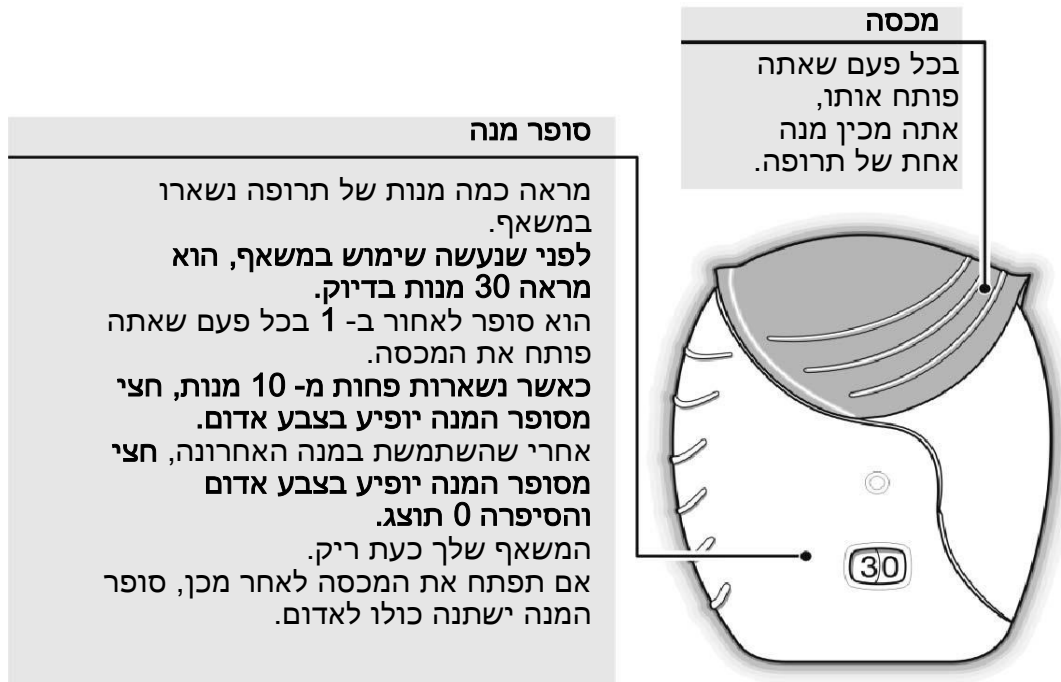 מכסה
בכל פעם שאתה
פותח אותו,
אתה מכין מנה
אחת של תרופה.
סופר מנה
מראה כמה מנות של תרופה נשארו
במשאף.
לפני שנעשה שימוש במשאף, הוא
מראה 30 מנות בדיוק.
הוא סופר לאחור ב- 1 בכל פעם שאתה
פותח את המכסה.
כאשר נשארות פחות מ- 10 מנות, חצי
מסופר המנה יופיע בצבע אדום.
אחרי שהשתמשת במנה האחרונה, חצי
מסופר המנה יופיע בצבע אדום
והסיפרה 0 תוצג.
המשאף שלך כעת ריק.
אם תפתח את המכסה לאחר מכן, סופר
המנה ישתנה כולו לאדום.
30